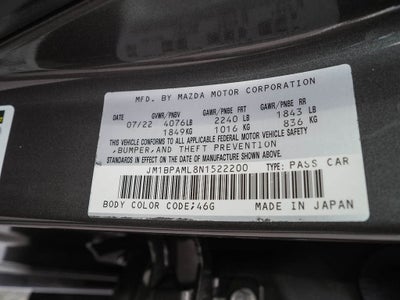 MFD. BY MAZDA MOTOR CORPORATION
GVWR/PNBV GAWR/PNBE FRT GAWR/PNBE RR
07/22 4076LB 2240 LB 1843 LB
1849KG 1016 KG 836 KG
THIS VEHICLE CONFORMS TO ALL APPLICABLE FEDERAL MOTOR VEHICLE SAFETY
,BUMPER,AND THEFT PREVENTION
STANDARDS IN EFFECT ON THE DATE OF MANUFACTURE SHOWN ABOVE.
JM1BPAML8N1522200 TYPE: PASS CAR
BODY COLOR CODE;46G MADE IN JAPAN